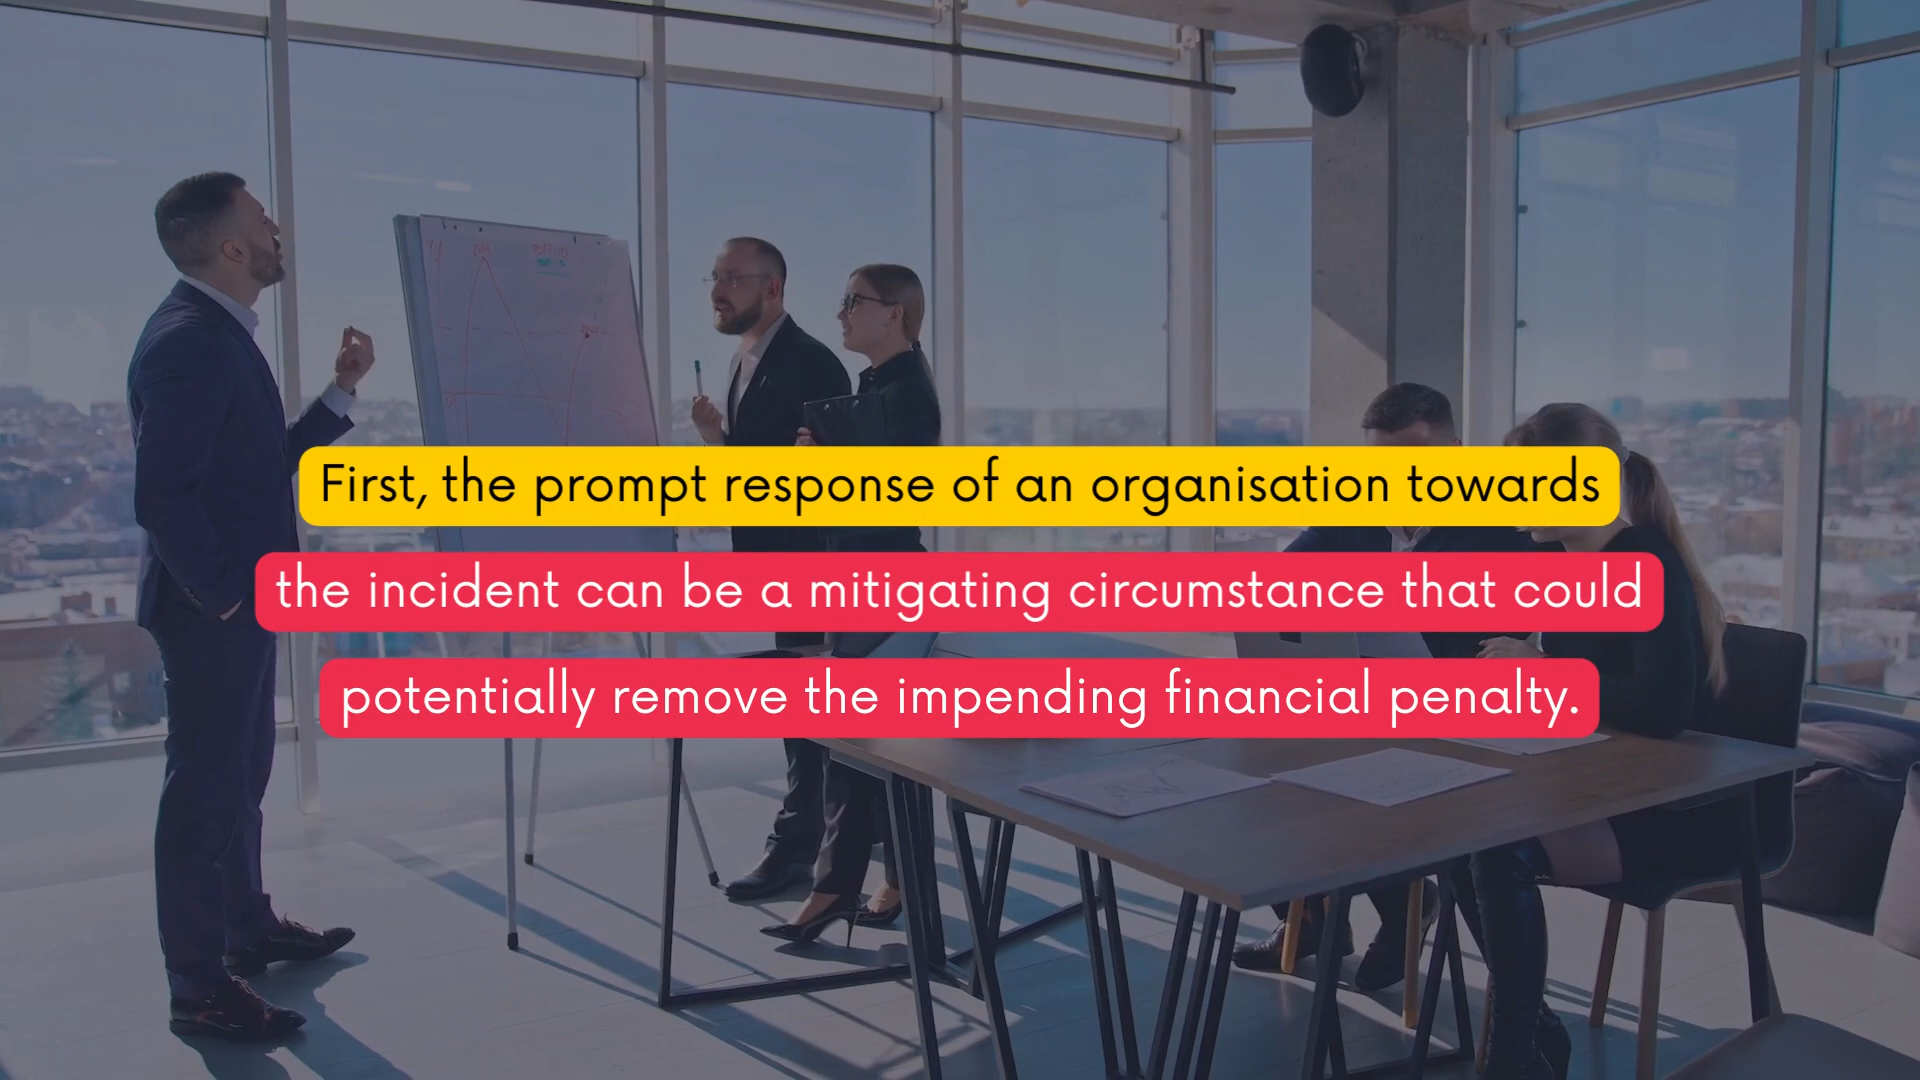 First, the prompt response of an organisation towards
the incident can be a mitigating circumstance that could
potentially remove the impending financial penalty.